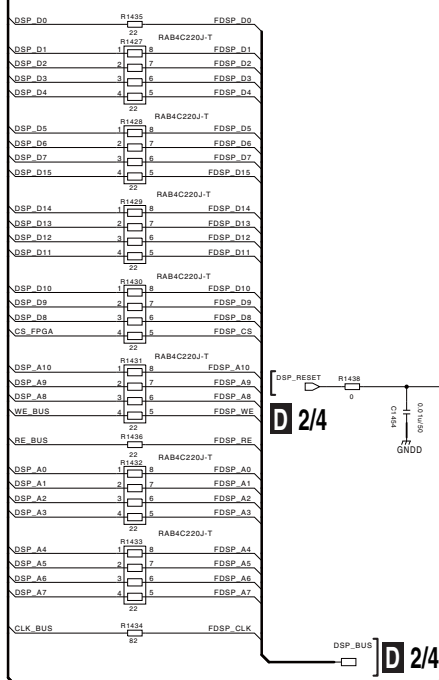 DSP_D0 R1435 FDSP_D0
22
RAB4C220J-T
R1427
DSP_D1 1 8 FDSP_D1
DSP_D2 2 7 FDSP_D2
DSP_D3 3 6 FDSP_D3
DSP_D4 4 5 FDSP_D4
22
RAB4C220J-T
R1428
DSP_D5 1 8 FDSP_D5
DSP_D6 2 7 FDSP_D6
DSP_D7 3 6 FDSP_D7
DSP_D15 4 5 FDSP_D15
22
RAB4C220J-T
R1429
DSP_D14 1 8 FDSP_D14
DSP_D13 2 7 FDSP_D13
DSP_D12 3 6 FDSP_D12
DSP_D11 4 5 FDSP_D11
22
RAB4C220J-T
R1430
DSP_D10 1 8 FDSP_D10
DSP_D9 2 7 FDSP_D9
DSP_D8 3 6 FDSP_D8
CS_FPGA 4 5 FDSP_CS
22
RAB4C220J-T
R1431
DSP_A10 1 8 FDSP_A10
DSP_A9 2 7 FDSP_A9
DSP_A8 3 6 FDSP_A8
WE_BUS 4 5 FDSP_WE
22
DSP_RESET R1438
0
C1464
0.01u/50
GNDD
D 2/4
RE_BUS R1436 FDSP_RE
22
RAB4C220J-T
R1432
DSP_A0 1 8 FDSP_A0
DSP_A1 2 7 FDSP_A1
DSP_A2 3 6 FDSP_A2
DSP_A3 4 5 FDSP_A3
22
RAB4C220J-T
R1433
DSP_A4 1 8 FDSP_A4
DSP_A5 2 7 FDSP_A5
DSP_A6 3 6 FDSP_A6
DSP_A7 4 5 FDSP_A7
22
CLK_BUS R1434 FDSP_CLK
82
DSP_BUS
D 2/4